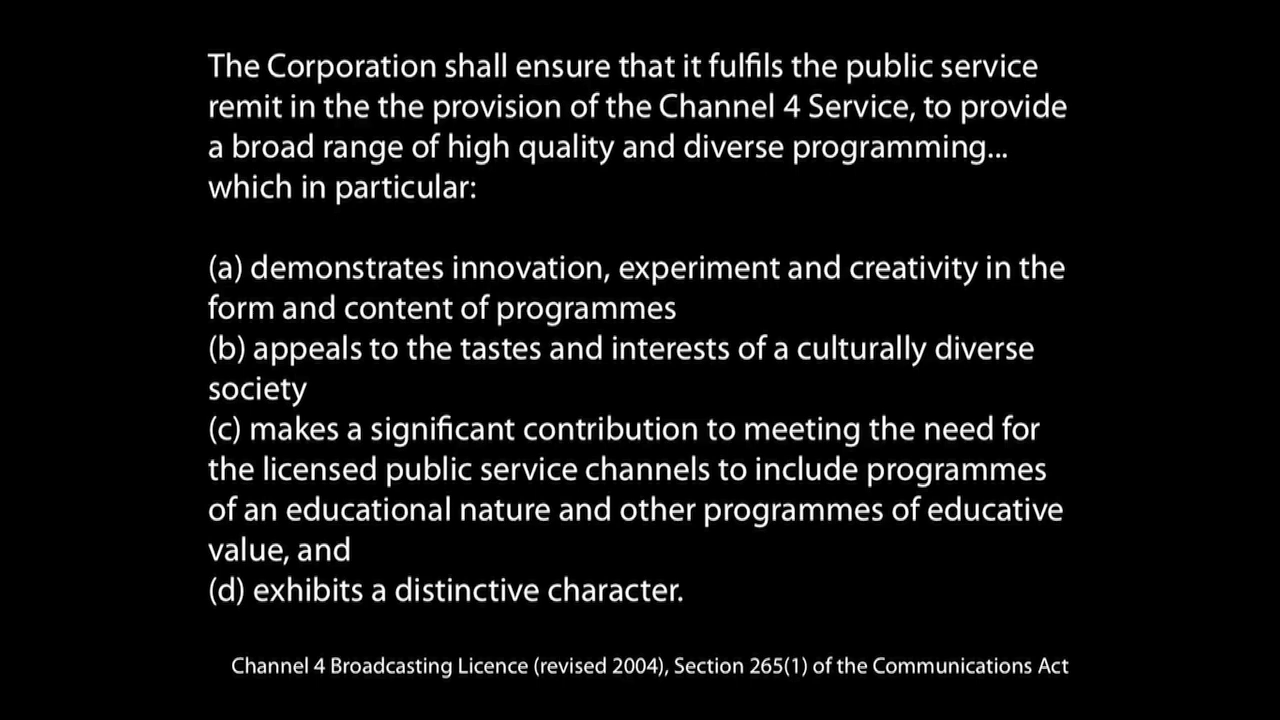 The Corporation shall ensure that it fulfils the public service
remit in the the provision of the Channel 4 Service, to provide
a broad range of high quality and diverse programming...
which in particular:
(a) demonstrates innovation, experiment and creativity in the
form and content of programmes
(b) appeals to the tastes and interests of a culturally diverse
society
(c) makes a significant contribution to meeting the need for
the licensed public service channels to include programmes
of an educational nature and other programmes of educative
value, and
(d) exhibits a distinctive character.
Channel 4 Broadcasting Licence (revised 2004), Section 265(1) of the Communications Act